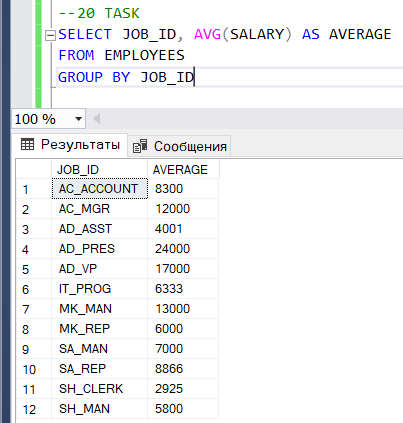 --20 TASK
SELECT JOB_ID, AVG(SALARY) AS AVERAGE
FROM EMPLOYEES
GROUP BY JOB_ID
100 %
Результаты Сообщения
JOB_ID AVERAGE
1 AC_ACCOUNT 8300
2 AC_MGR 12000
3 AD_ASST 4001
4 AD_PRES 24000
5 AD_VP 17000
6 IT_PROG 6333
7 MK_MAN 13000
8 MK_REP 6000
9 SA_MAN 7000
10 SA_REP 8866
11 SH_CLERK 2925
12 SH_MAN 5800